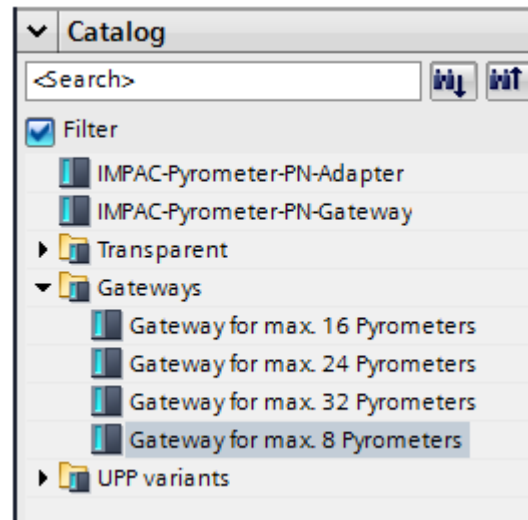 Catalog
<Search>
Filter
IMPAC-Pyrometer-PN-Adapter
IMPAC-Pyrometer-PN-Gateway
Transparent
Gateways
Gateway for max. 16 Pyrometers
Gateway for max. 24 Pyrometers
Gateway for max. 32 Pyrometers
Gateway for max. 8 Pyrometers
UPP variants